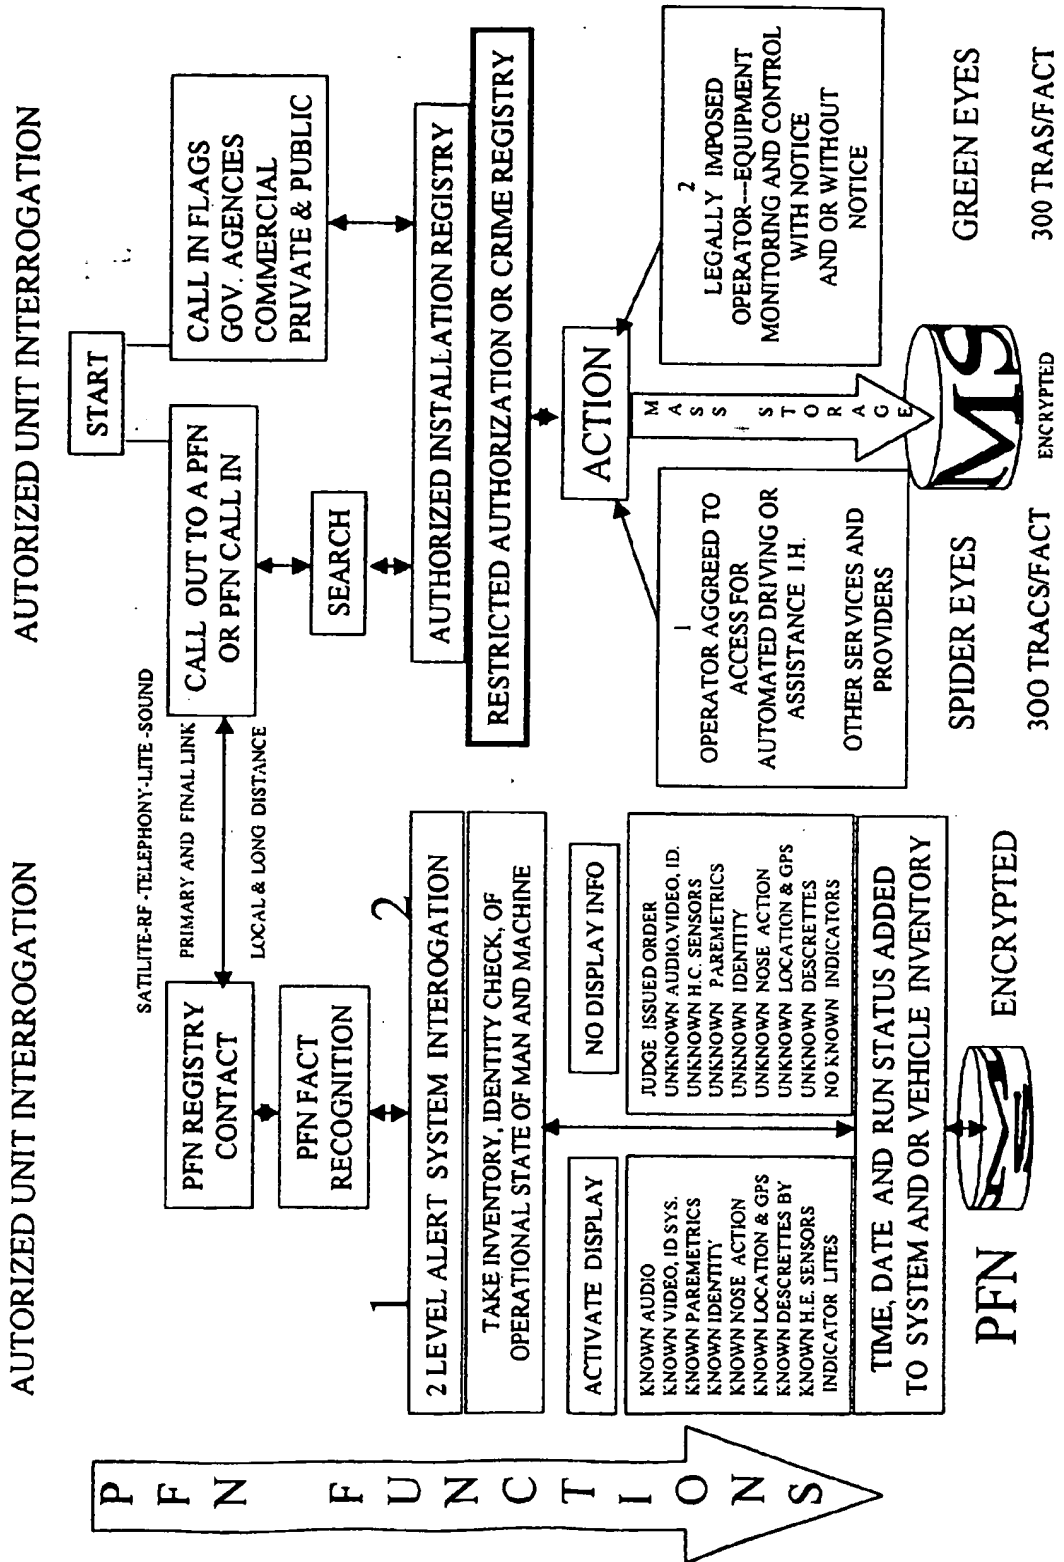 AUTORIZED UNIT INTERROGATION
AUTORIZED UNIT INTERROGATION
PFN FUNCTIONS
SATILITE-RF-TELEPHONY-LITE-SOUND
PRIMARY AND FINAL LINK
LOCAL & LONG DISTANCE
PFN REGISTRY
CONTACT
PFN FACT
RECOGNITION
1
2
2 LEVEL ALERT SYSTEM INTEROGATION
TAKE INVENTORY, IDENTITY CHECK, OF
OPERATIONAL STATE OF MAN AND MACHINE
ACTIVATE DISPLAY
NO DISPLAY INFO
KNOWN AUDIO
KNOWN VIDEO, ID SYS.
KNOWN PAREMETRICS
KNOWN IDENTITY
KNOWN NOSE ACTION
KNOWN LOCATION & GPS
KNOWN DESCRETTES BY
KNOWN H.E. SENSORS
INDICATOR LITES
JUDGE ISSUED ORDER
UNKNOWN AUDIO,VIDEO, ID.
UNKNOWN H.C. SENSORS
UNKNOWN PAREMETRICS
UNKNOWN IDENTITY
UNKNOWN NOSE ACTION
UNKNOWN LOCATION & GPS
UNKNOWN DESCRETTES
NO KNOWN INDICATORS
TIME, DATE AND RUN STATUS ADDED
TO SYSTEM AND/OR VEHICLE INVENTORY
PFN
ENCRYPTED
START
CALL OUT TO A PFN
OR PFN CALL IN
CALL IN FLAGS
GOV. AGENCIES
COMMERCIAL
PRIVATE & PUBLIC
SEARCH
AUTHORIZED INSTALLATION REGISTRY
RESTRICTED AUTHORIZATION OR CRIME REGISTRY
ACTION
1
OPERATOR AGGREED TO
ACCESS FOR
AUTOMATED DRIVING OR
ASSISTANCE I.H.
OTHER SERVICES AND
PROVIDERS
MASS STORAGE
2
LEGALLY IMPOSED
OPERATOR---EQUIPMENT
MONITORING AND CONTROL
WITH NOTICE
AND OR WITHOUT
NOTICE
MS
ENCRYPTED
SPIDER EYES
GREEN EYES
300 TRACS/FACT
300 TRAS/FACT